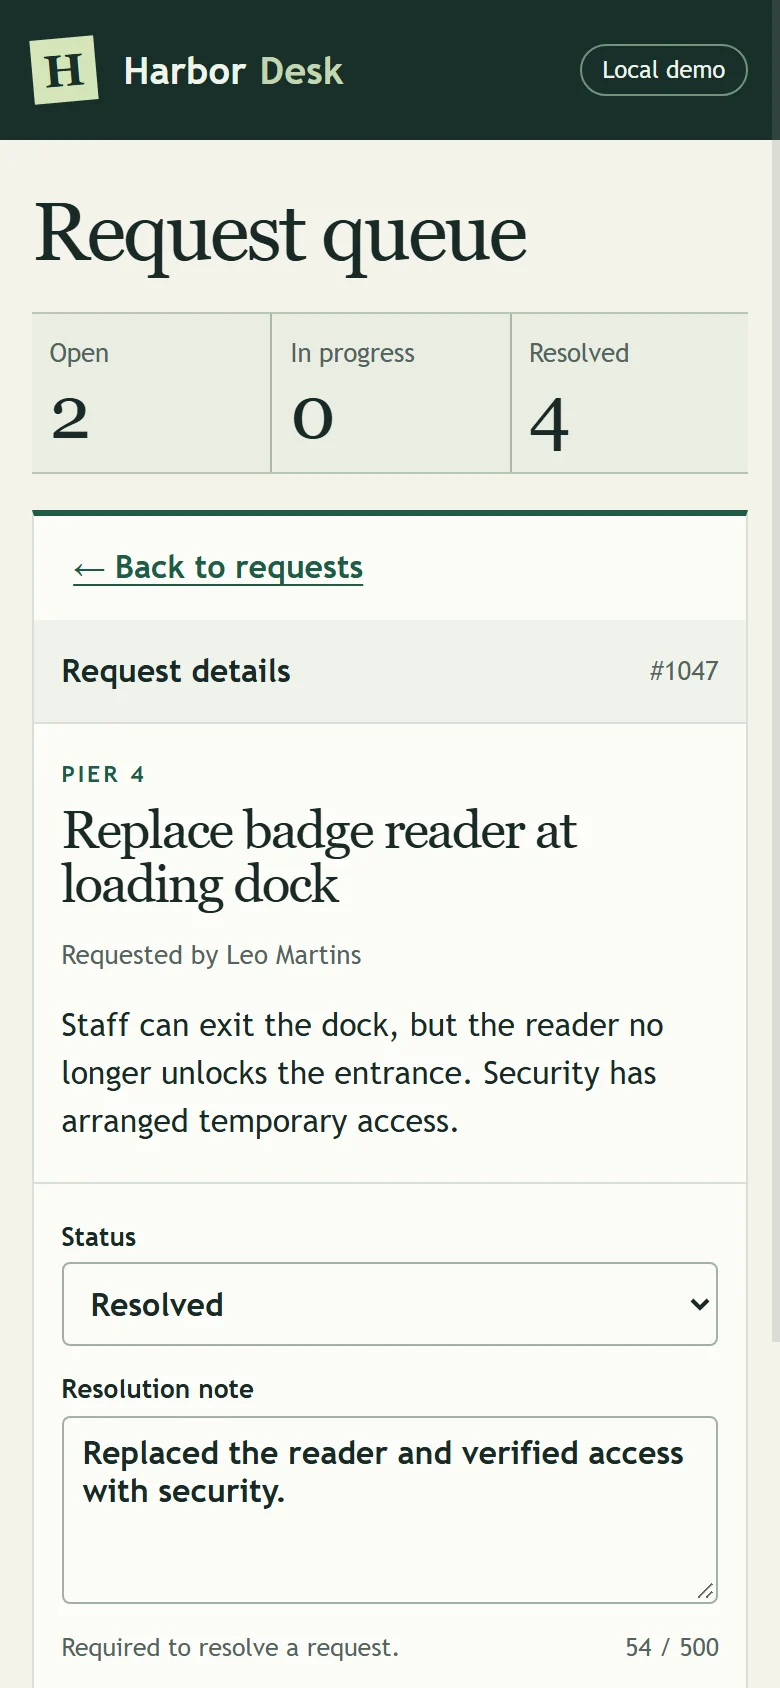 H
Harbor Desk
Local demo
Request queue
Open
In progress
Resolved
2
0
4
← Back to requests
Request details
#1047
PIER 4
Replace badge reader at
loading dock
Requested by Leo Martins
Staff can exit the dock, but the reader no
longer unlocks the entrance. Security has
arranged temporary access.
Status
Resolved
Resolution note
Replaced the reader and verified access
with security.
Required to resolve a request.
54 / 500